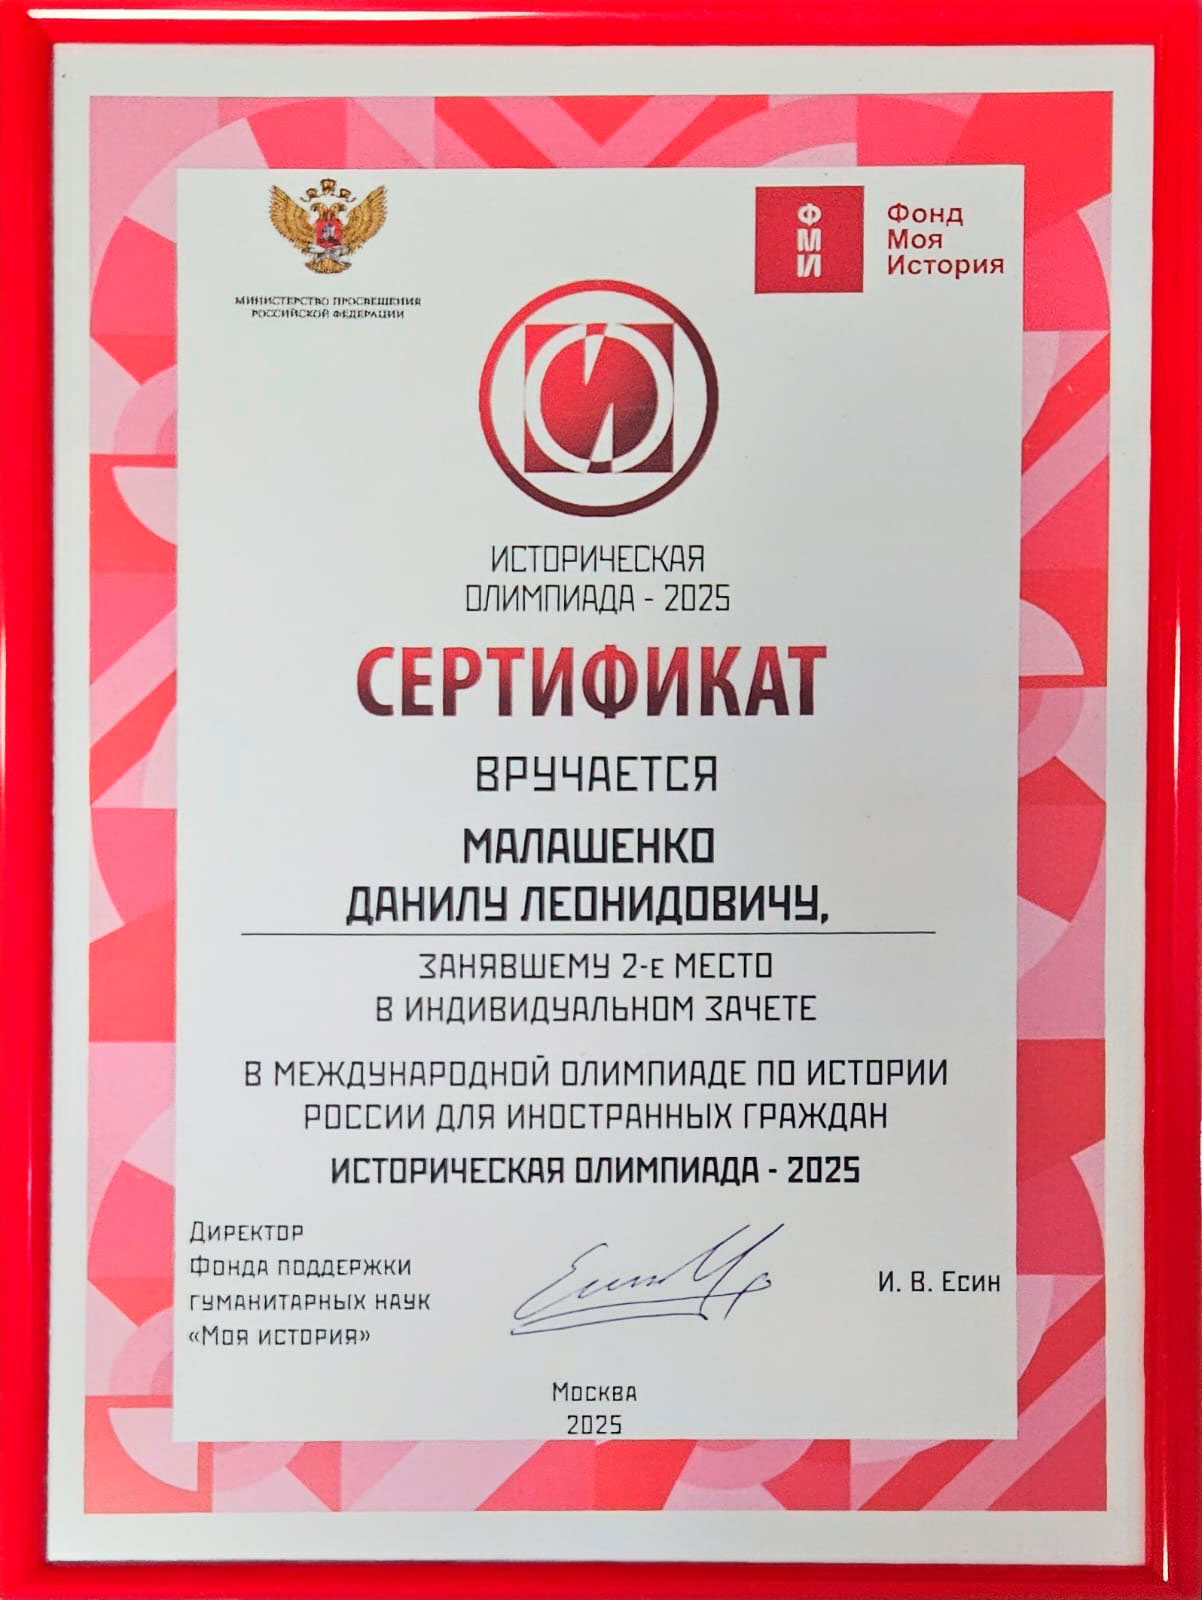 МИНИСТЕРСТВО ПРОСВЕЩЕНИЯ
РОССИЙСКОЙ ФЕДЕРАЦИИ
ФМИ
Фонд
Моя
История
ИСТОРИЧЕСКАЯ
ОЛИМПИАДА - 2025
СЕРТИФИКАТ
ВРУЧАЕТСЯ
МАЛАШЕНКО
ДАНИЛУ ЛЕОНИДОВИЧУ,
ЗАНЯВШЕМУ 2-Е МЕСТО
В ИНДИВИДУАЛЬНОМ ЗАЧЕТЕ
В МЕЖДУНАРОДНОЙ ОЛИМПИАДЕ ПО ИСТОРИИ
РОССИИ ДЛЯ ИНОСТРАННЫХ ГРАЖДАН
ИСТОРИЧЕСКАЯ ОЛИМПИАДА - 2025
Директор
Фонда поддержки
гуманитарных наук
«Моя история»
И. В. Есин
Москва
2025